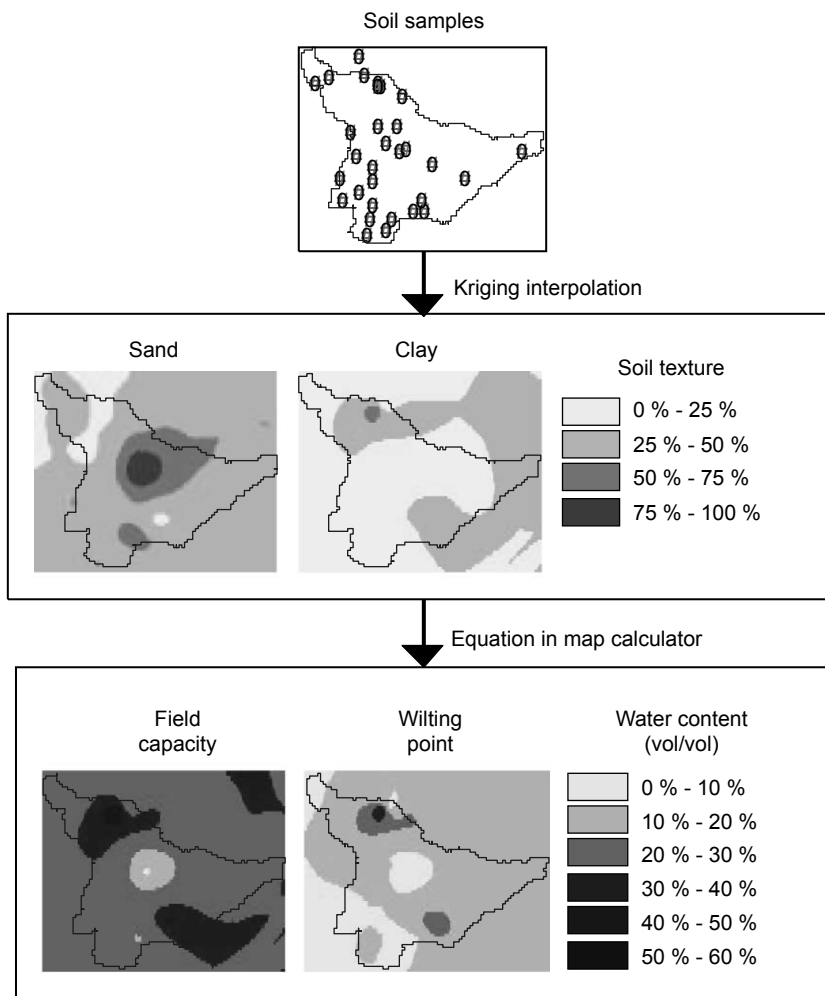 Soil samples
Kriging interpolation
Sand
Clay
Soil texture
0 % - 25 %
25 % - 50 %
50 % - 75 %
75 % - 100 %
Equation in map calculator
Field
capacity
Wilting
point
Water content
(vol/vol)
0 % - 10 %
10 % - 20 %
20 % - 30 %
30 % - 40 %
40 % - 50 %
50 % - 60 %